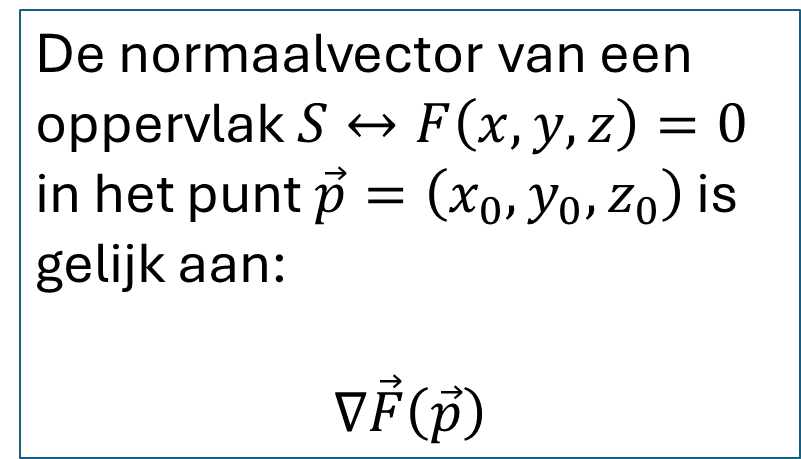 De normaalvector van een
oppervlak S ↔ F(x, y, z) = 0
in het punt p⃗ = (x₀, y₀, z₀) is
gelijk aan:
∇F⃗(p⃗)